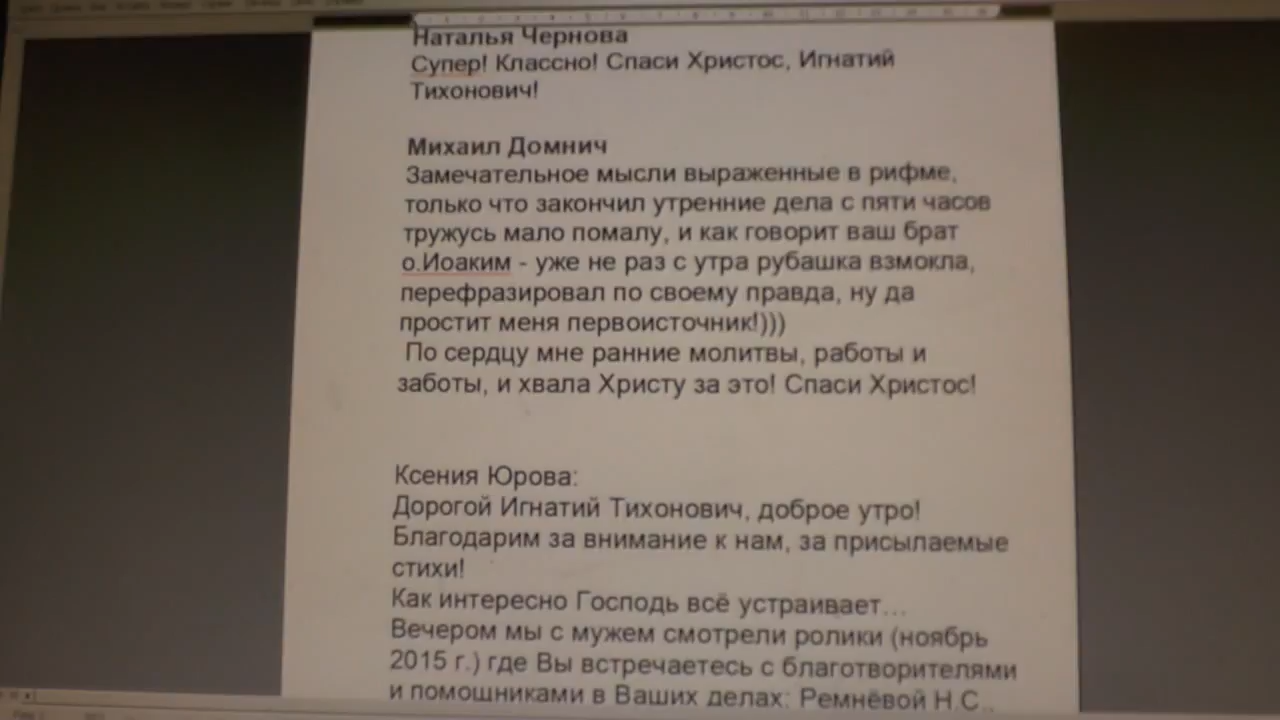 Наталья Чернова
Супер! Классно! Спаси Христос, Игнатий
Тихонович!
Михаил Домнич
Замечательное мысли выраженные в рифме,
только что закончил утренние дела с пяти часов
тружусь мало помалу, и как говорит ваш брат
о.Иоаким - уже не раз с утра рубашка взмокла,
перефразировал по своему правда, ну да
простит меня первоисточник!)))
По сердцу мне ранние молитвы, работы и
заботы, и хвала Христу за это! Спаси Христос!
Ксения Юрова:
Дорогой Игнатий Тихонович, доброе утро!
Благодарим за внимание к нам, за присылаемые
стихи!
Как интересно Господь всё устраивает...
Вечером мы с мужем смотрели ролики (ноябрь
2015 г.) где Вы встречаетесь с благотворителями
и помощниками в Ваших делах: Ремнёвой Н.С.,